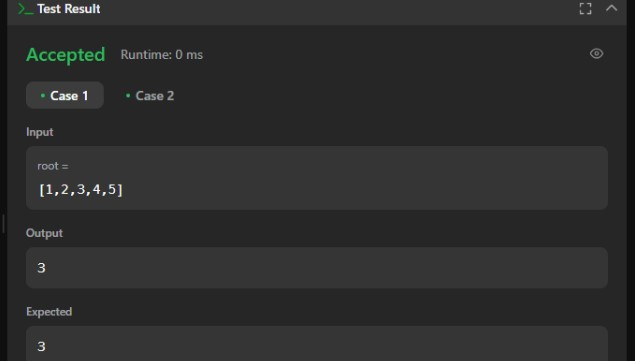 >_ Test Result
Accepted Runtime: 0 ms
• Case 1 • Case 2
Input
root =
[1,2,3,4,5]
Output
3
Expected
3